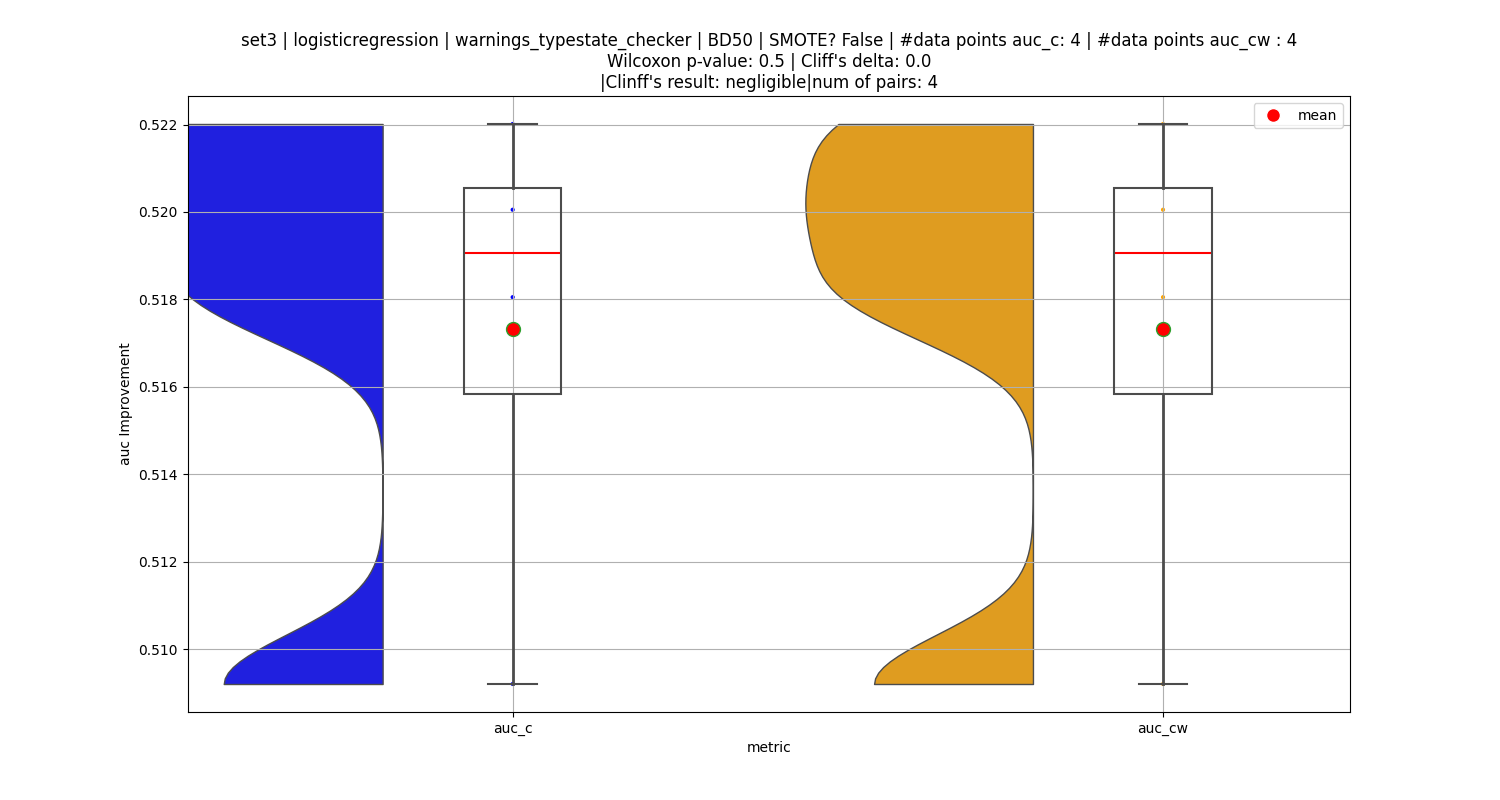 set3 | logisticregression | warnings_typestate_checker | BD50 | SMOTE? False | #data points auc_c: 4 | #data points auc_cw : 4
Wilcoxon p-value: 0.5 | Cliff's delta: 0.0
|Clinff's result: negligible|num of pairs: 4
mean
0.522
0.520
0.518
0.516
0.514
0.512
0.510
auc Improvement
auc_c
auc_cw
metric